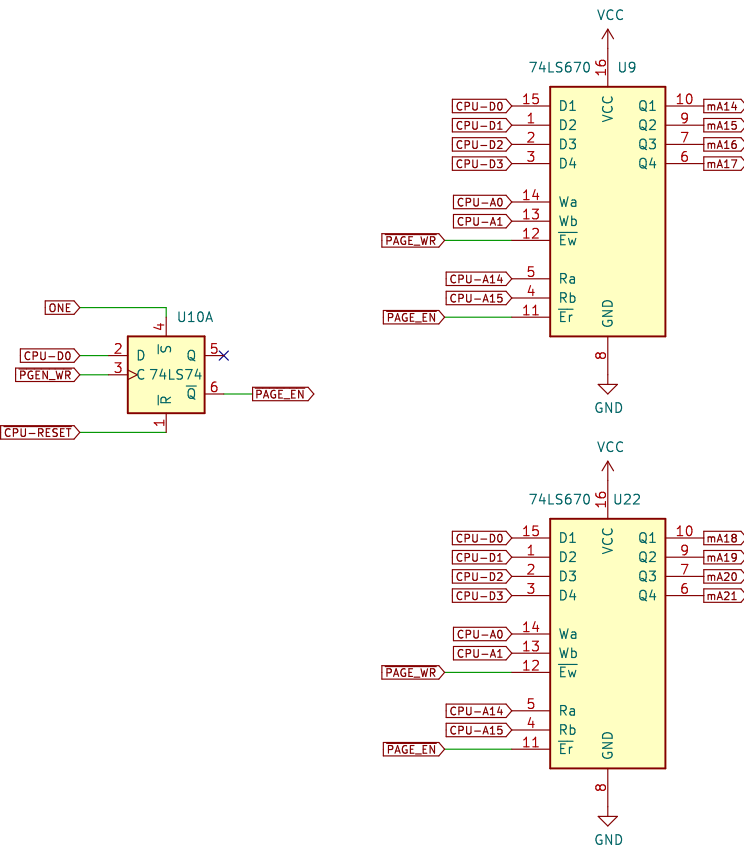 VCC
74LS670 U9
16
VCC
CPU-D0 15 D1 Q1 10 mA14
CPU-D1 1 D2 Q2 9 mA15
CPU-D2 2 D3 Q3 7 mA16
CPU-D3 3 D4 Q4 6 mA17
CPU-A0 14 Wa
CPU-A1 13 Wb
PAGE_WR 12 Ew
CPU-A14 5 Ra
CPU-A15 4 Rb
PAGE_EN 11 Er
GND
8
GND
ONE
U10A
4
S
CPU-D0 2 D Q 5
PGEN_WR 3 C 74LS74
Q 6 PAGE_EN
R
1
CPU-RESET
VCC
74LS670 U22
16
VCC
CPU-D0 15 D1 Q1 10 mA18
CPU-D1 1 D2 Q2 9 mA19
CPU-D2 2 D3 Q3 7 mA20
CPU-D3 3 D4 Q4 6 mA21
CPU-A0 14 Wa
CPU-A1 13 Wb
PAGE_WR 12 Ew
CPU-A14 5 Ra
CPU-A15 4 Rb
PAGE_EN 11 Er
GND
8
GND